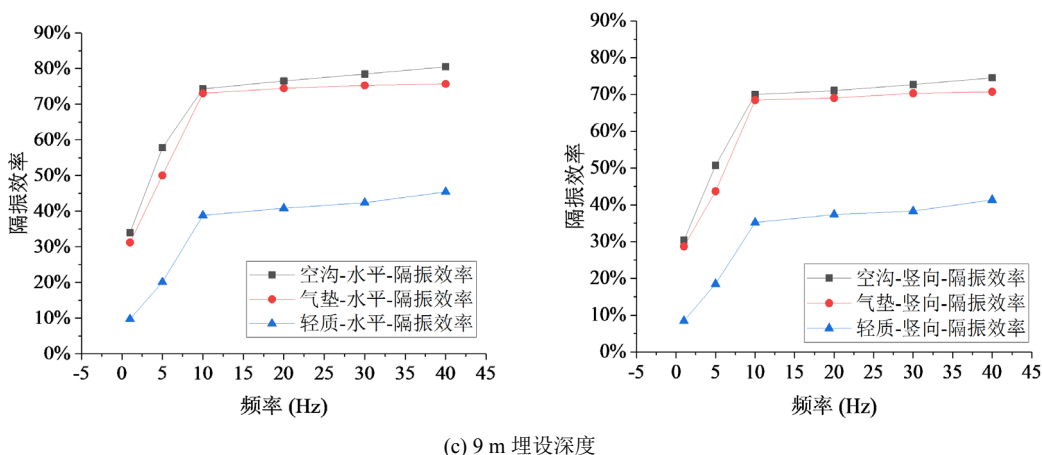 90%
80%
70%
60%
50%
40%
30%
20%
10%
0%
隔振效率
空沟-水平-隔振效率
气垫-水平-隔振效率
轻质-水平-隔振效率
-5 0 5 10 15 20 25 30 35 40 45
频率 (Hz)
90%
80%
70%
60%
50%
40%
30%
20%
10%
0%
隔振效率
空沟-竖向-隔振效率
气垫-竖向-隔振效率
轻质-竖向-隔振效率
-5 0 5 10 15 20 25 30 35 40 45
频率 (Hz)
(c) 9 m 埋设深度